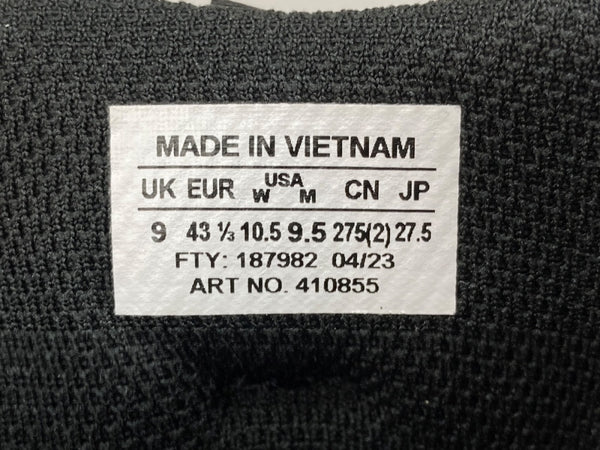 MADE IN VIETNAM
UK EUR W USA M CN JP
9 43 ⅓ 10.5 9.5 275(2) 27.5
FTY: 187982 04/23
ART NO. 410855